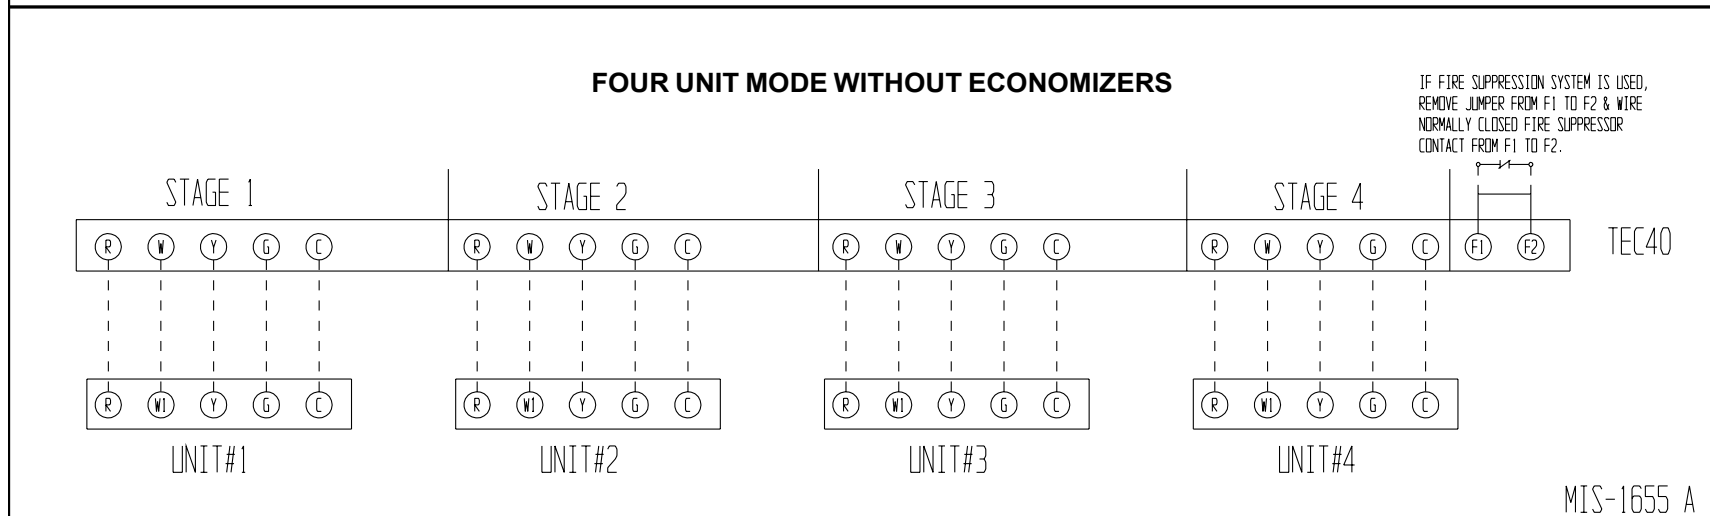 FOUR UNIT MODE WITHOUT ECONOMIZERS
IF FIRE SUPPRESSION SYSTEM IS USED,
REMOVE JUMPER FROM F1 TO F2 & WIRE
NORMALLY CLOSED FIRE SUPPRESSOR
CONTACT FROM F1 TO F2.
STAGE 1 STAGE 2 STAGE 3 STAGE 4
R W Y G C R W Y G C R W Y G C R W Y G C F1 F2 TEC40
R W1 Y G C R W1 Y G C R W1 Y G C R W1 Y G C
UNIT#1 UNIT#2 UNIT#3 UNIT#4
MIS-1655 A